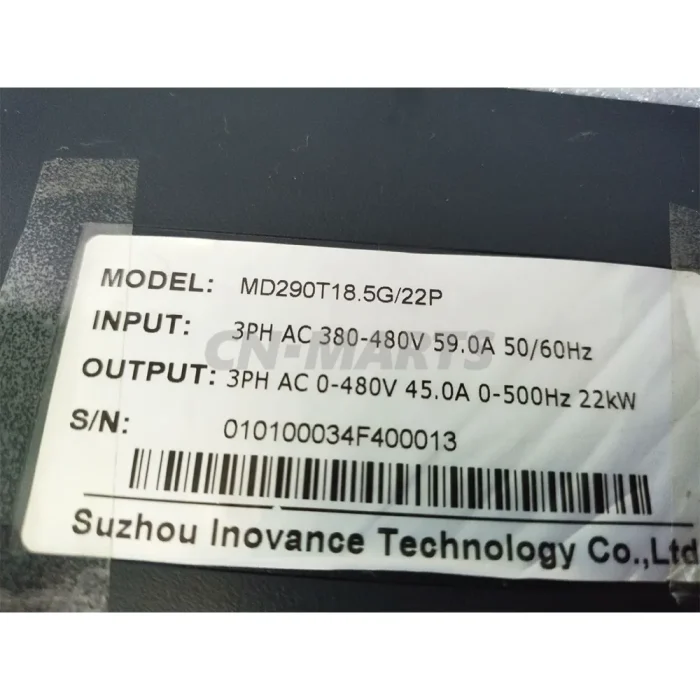 MODEL: MD290T18.5G/22P
INPUT: 3PH AC 380-480V 59.0A 50/60Hz
CN-MARTS
OUTPUT: 3PH AC 0-480V 45.0A 0-500Hz 22kW
S/N: 010100034F400013
Suzhou Inovance Technology Co.,Ltd